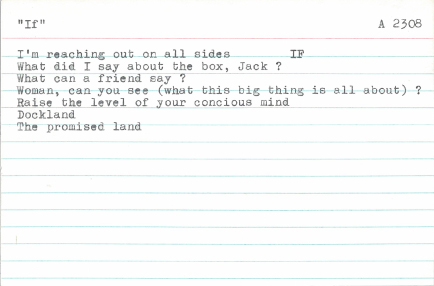 "If" A 2308
I'm reaching out on all sides IF
What did I say about the box, Jack ?
What can a friend say ?
Woman, can you see (what this big thing is all about) ?
Raise the level of your concious mind
Dockland
The promised land